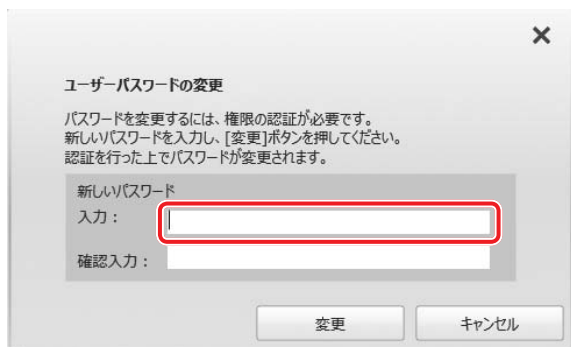 ユーザーパスワードの変更
パスワードを変更するには、権限の認証が必要です。
新しいパスワードを入力し、[変更]ボタンを押してください。
認証を行った上でパスワードが変更されます。
新しいパスワード
入力：
確認入力：
変更
キャンセル